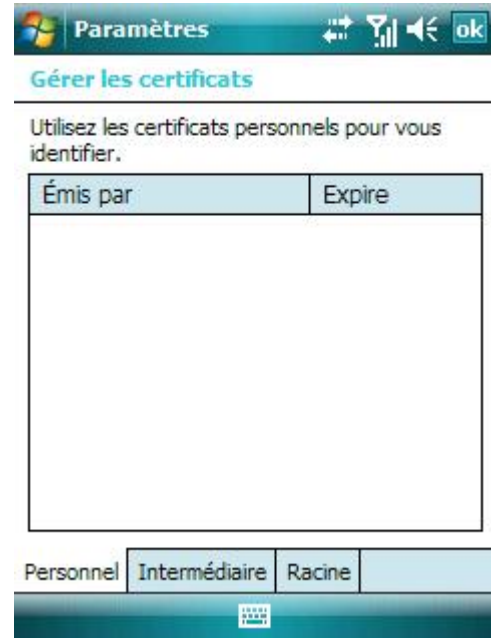 Paramètres ok
Gérer les certificats
Utilisez les certificats personnels pour vous
identifier.
Émis par Expire
Personnel Intermédiaire Racine